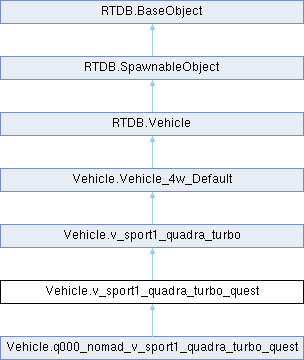 RTDB.BaseObject
RTDB.SpawnableObject
RTDB.Vehicle
Vehicle.Vehicle_4w_Default
Vehicle.v_sport1_quadra_turbo
Vehicle.v_sport1_quadra_turbo_quest
Vehicle.q000_nomad_v_sport1_quadra_turbo_quest